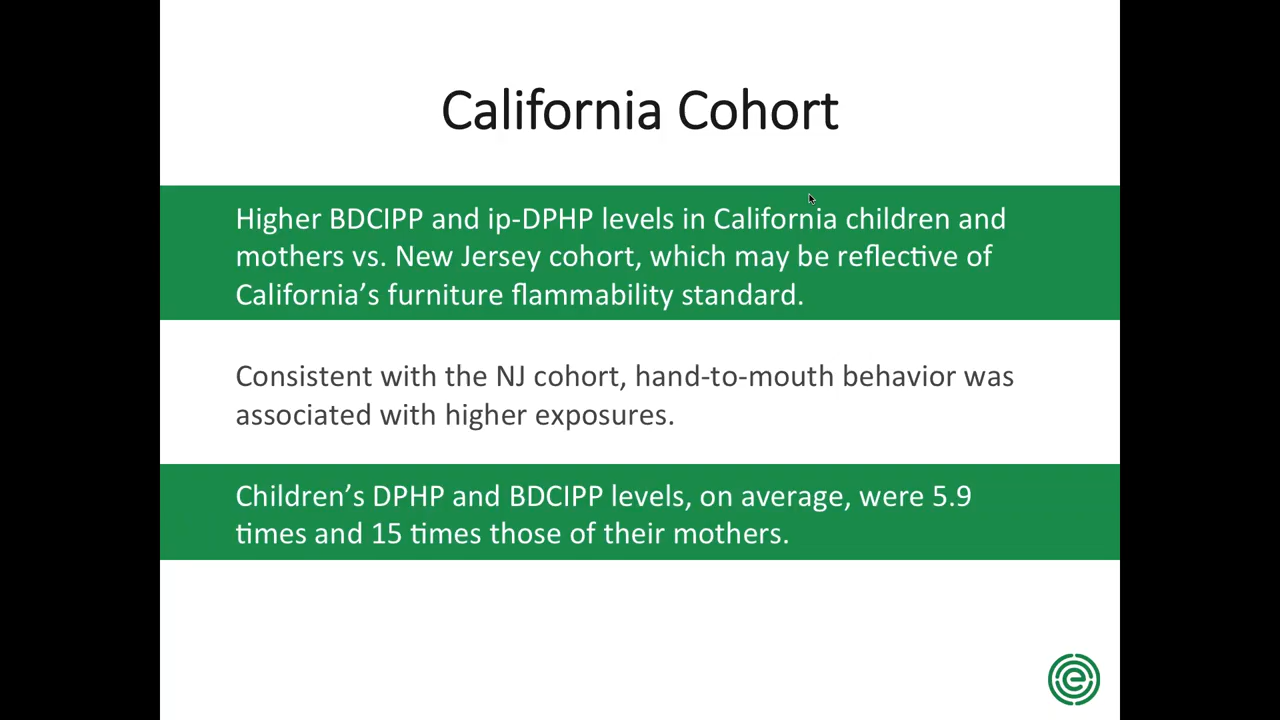 California Cohort
Higher BDCIPP and ip-DPHP levels in California children and
mothers vs. New Jersey cohort, which may be reflective of
California’s furniture flammability standard.
Consistent with the NJ cohort, hand-to-mouth behavior was
associated with higher exposures.
Children’s DPHP and BDCIPP levels, on average, were 5.9
times and 15 times those of their mothers.
e